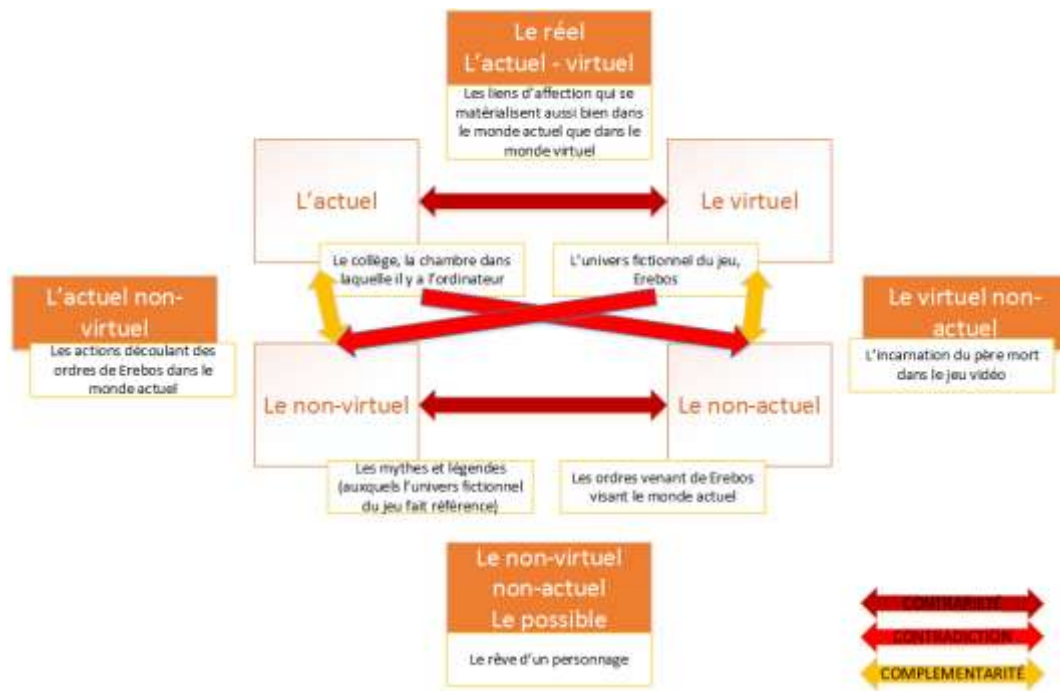 Le réel
L'actuel - virtuel
Les liens d'affection qui se
matérialisent aussi bien dans
le monde actuel que dans le
monde virtuel
L'actuel
Le virtuel
Le collège, la chambre dans
laquelle il y a l'ordinateur
L'univers fictionnel du jeu,
Erebos
L'actuel non-
virtuel
Les actions découlant des
ordres de Erebos dans le
monde actuel
Le virtuel non-
actuel
L'incarnation du père mort
dans le jeu vidéo
Le non-virtuel
Le non-actuel
Les mythes et légendes
(auxquels l'univers fictionnel
du jeu fait référence)
Les ordres venant de Erebos
visant le monde actuel
Le non-virtuel
non-actuel
Le possible
Le rêve d'un personnage
CONTRARIÉTÉ
CONTRADICTION
COMPLEMENTARITÉ